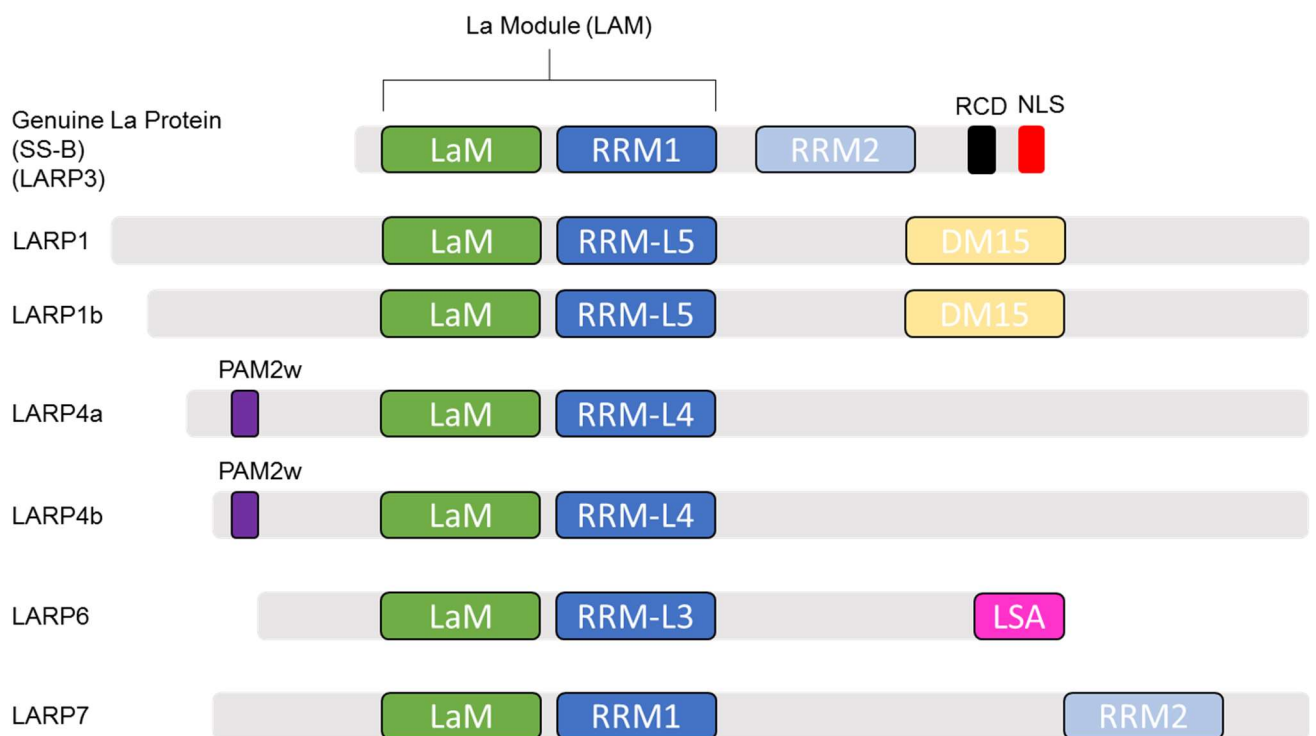 La Module (LAM)
RCD NLS
Genuine La Protein
(SS-B)
(LARP3)
LaM RRM1 RRM2
LARP1 LaM RRM-L5 DM15
LARP1b LaM RRM-L5 DM15
PAM2w
LARP4a LaM RRM-L4
PAM2w
LARP4b LaM RRM-L4
LARP6 LaM RRM-L3 LSA
LARP7 LaM RRM1 RRM2